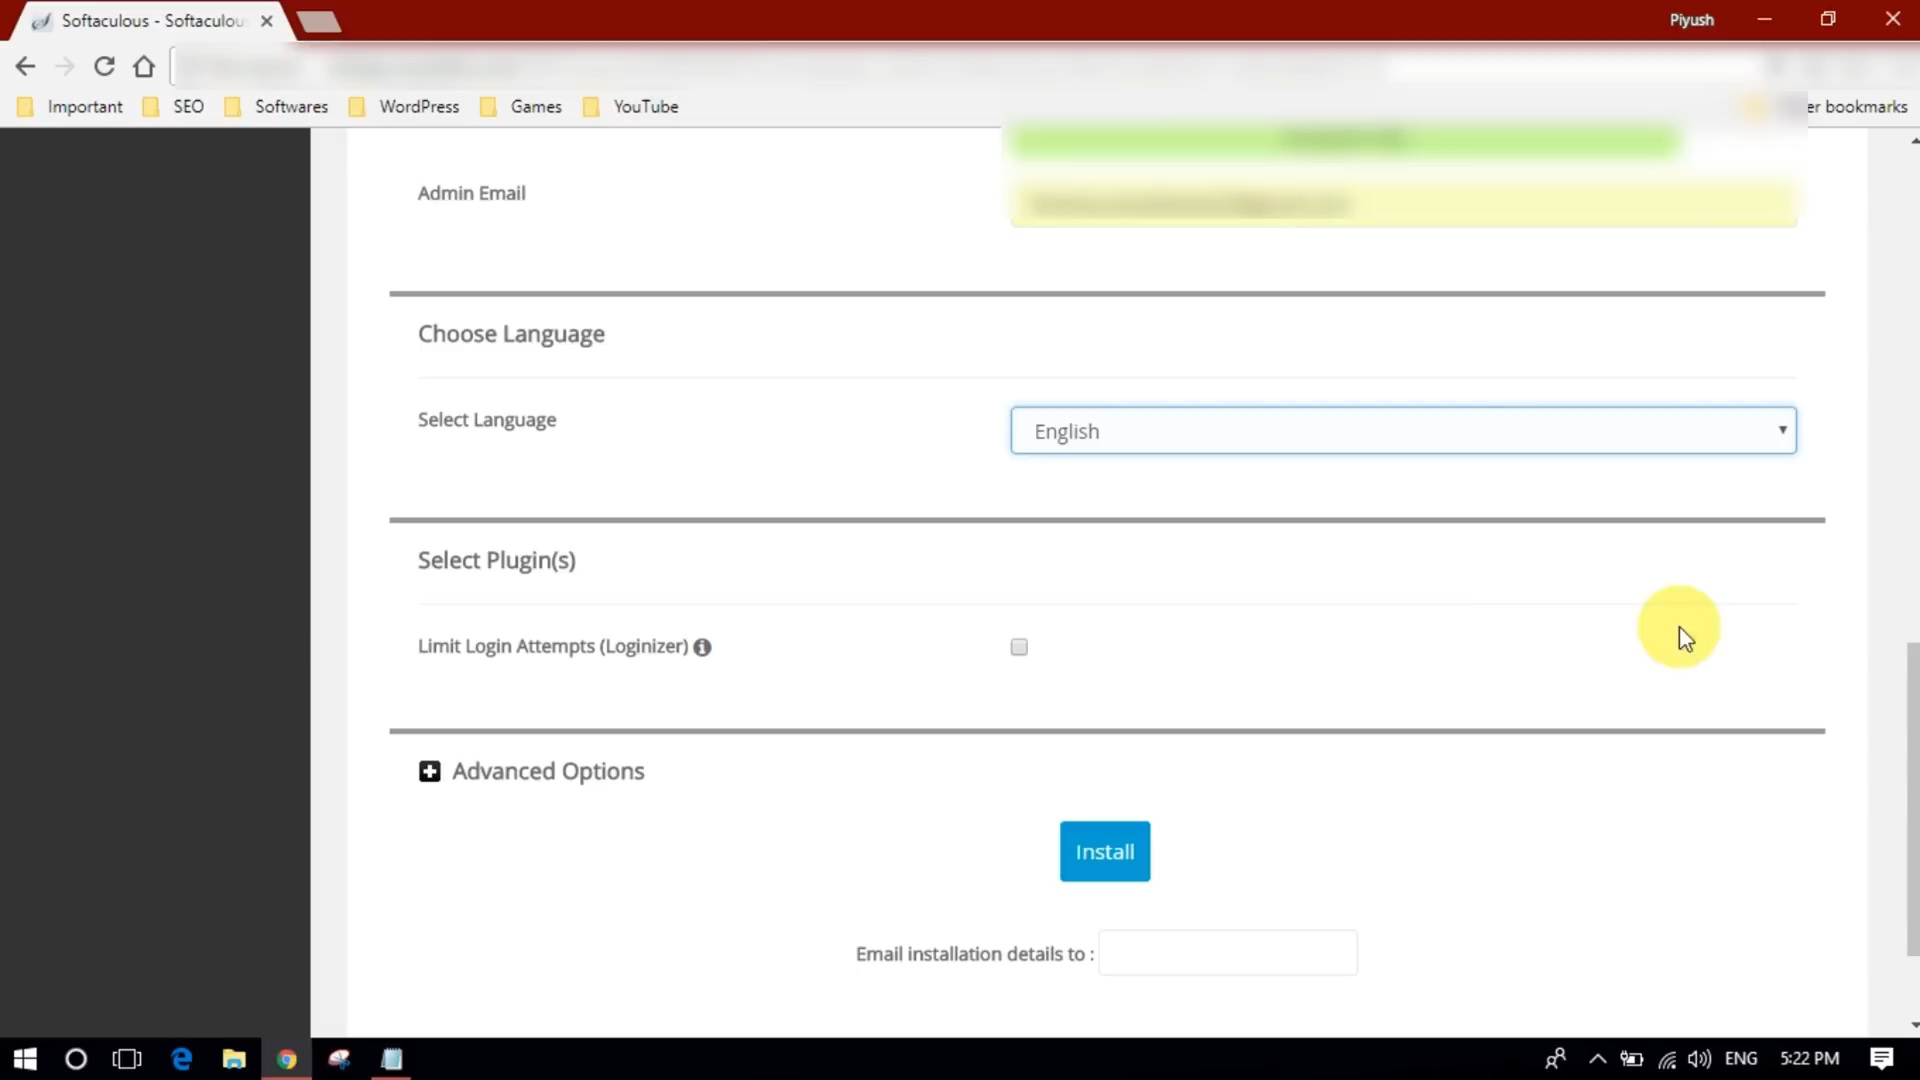 Softaculous - Softaculou
Piyush
Important
SEO
Softwares
WordPress
Games
YouTube
er bookmarks
Admin Email
Choose Language
Select Language
English
Select Plugin(s)
Limit Login Attempts (Loginizer)
Advanced Options
Install
Email installation details to :
ENG
5:22 PM